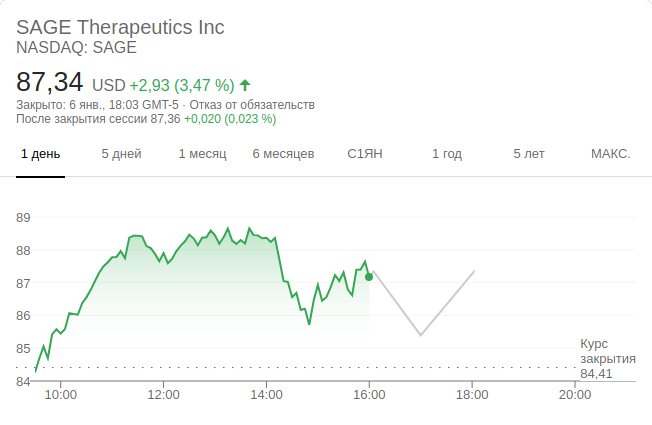 SAGE Therapeutics Inc
NASDAQ: SAGE
87,34 USD +2,93 (3,47 %)
Закрыто: 6 янв., 18:03 GMT-5 · Отказ от обязательств
После закрытия сессии 87,36 +0,020 (0,023 %)
1 день 5 дней 1 месяц 6 месяцев С1ЯН 1 год 5 лет МАКС.
89
88
87
86
85
84
Курс
закрытия
84,41
10:00 12:00 14:00 16:00 18:00 20:00